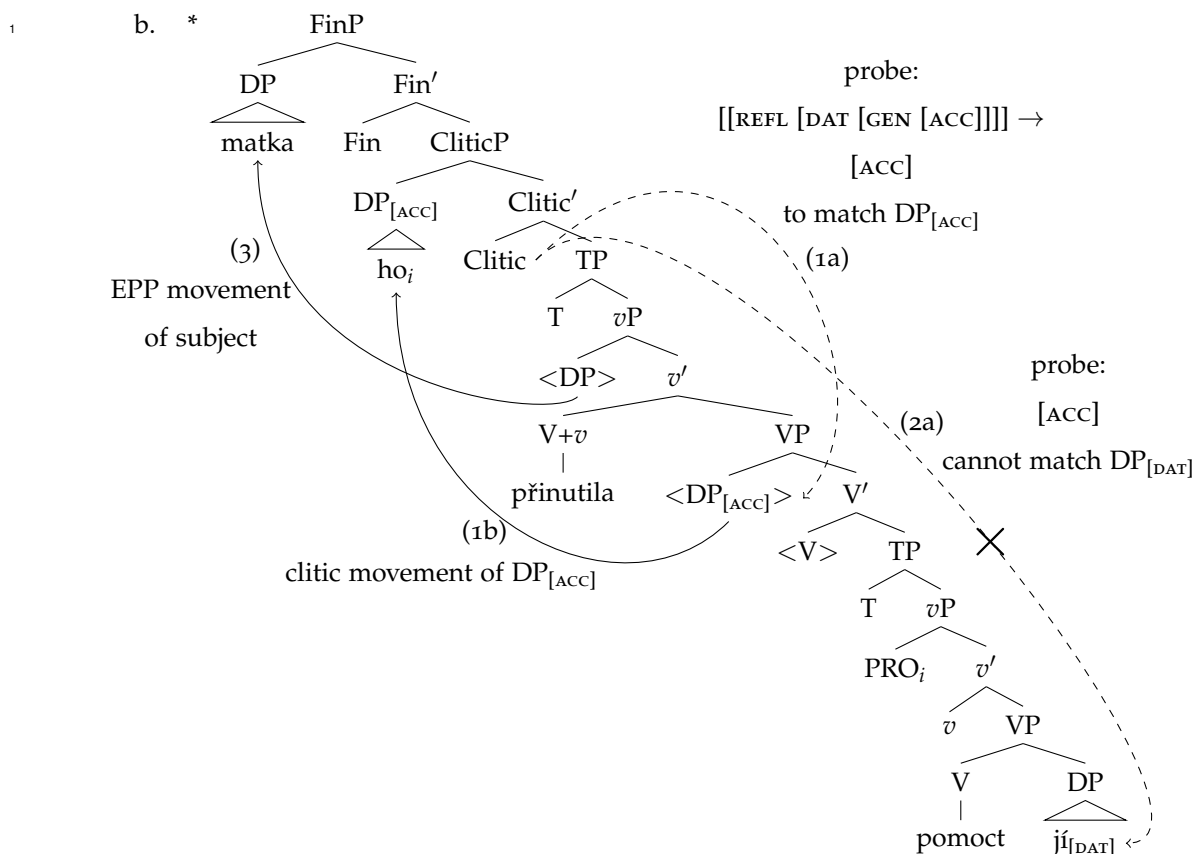 1
b. *
FinP
DP Fin′
probe:
matka Fin CliticP
[[REFL [DAT [GEN [ACC]]]] →
[ACC]
DP[ACC] Clitic′
to match DP[ACC]
(3)
hoᵢ
Clitic TP
(1a)
EPP movement
of subject
T vP
<DP> v′
probe:
V+v VP
(2a)
[ACC]
cannot match DP[DAT]
přinutila <DP[ACC]> V′
(1b)
clitic movement of DP[ACC]
<V> TP
T vP
PROᵢ v′
v VP
V DP
pomoct jí[DAT]